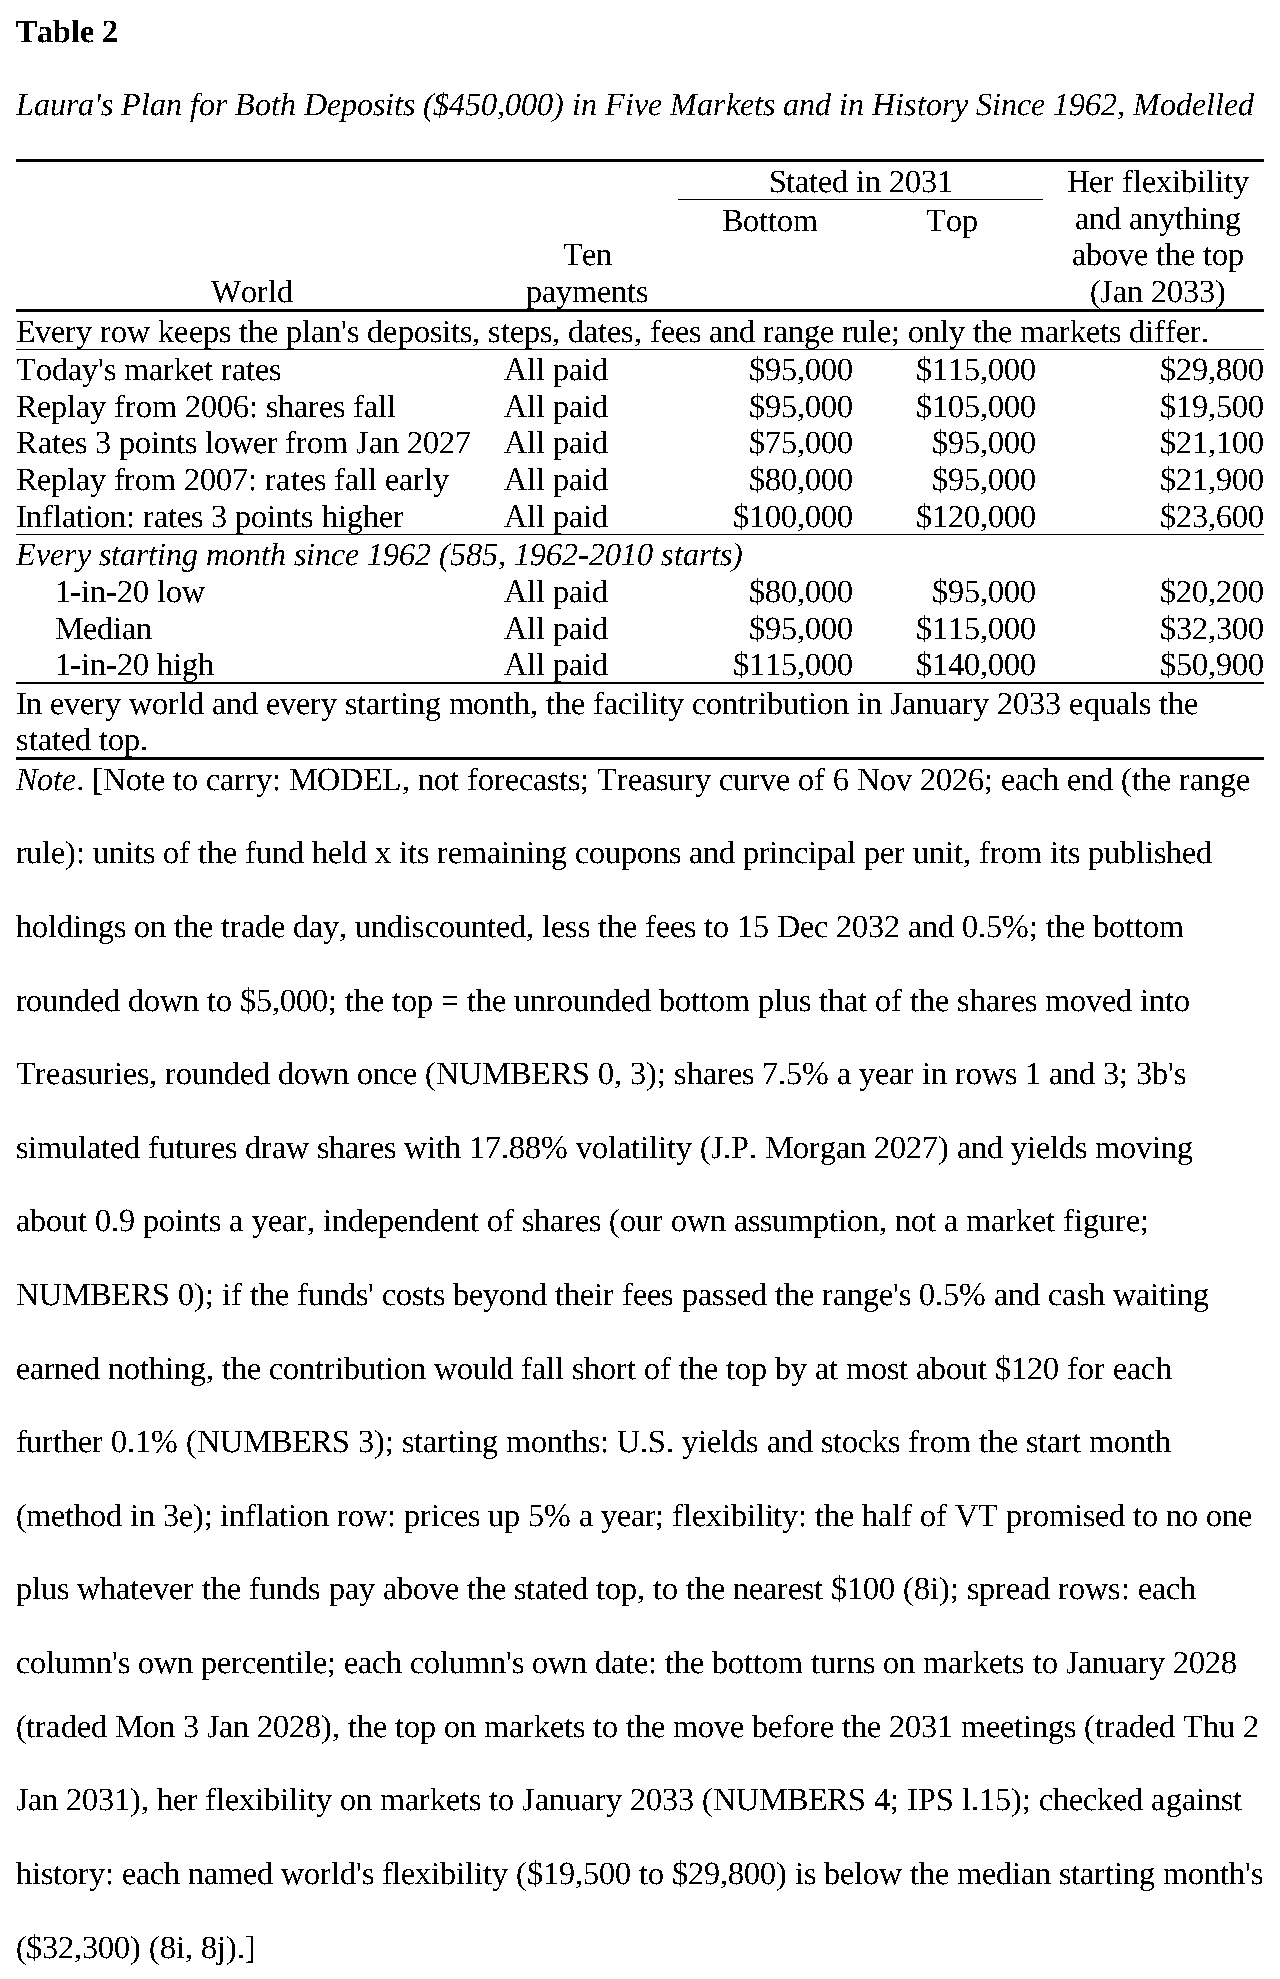 Table 2
Laura's Plan for Both Deposits ($450,000) in Five Markets and in History Since 1962, Modelled
Stated in 2031 Her flexibility
Bottom Top and anything
Ten above the top
World payments (Jan 2033)
Every row keeps the plan's deposits, steps, dates, fees and range rule; only the markets differ.
Today's market rates All paid $95,000 $115,000 $29,800
Replay from 2006: shares fall All paid $95,000 $105,000 $19,500
Rates 3 points lower from Jan 2027 All paid $75,000 $95,000 $21,100
Replay from 2007: rates fall early All paid $80,000 $95,000 $21,900
Inflation: rates 3 points higher All paid $100,000 $120,000 $23,600
Every starting month since 1962 (585, 1962-2010 starts)
1-in-20 low All paid $80,000 $95,000 $20,200
Median All paid $95,000 $115,000 $32,300
1-in-20 high All paid $115,000 $140,000 $50,900
In every world and every starting month, the facility contribution in January 2033 equals the
stated top.
Note. [Note to carry: MODEL, not forecasts; Treasury curve of 6 Nov 2026; each end (the range
rule): units of the fund held x its remaining coupons and principal per unit, from its published
holdings on the trade day, undiscounted, less the fees to 15 Dec 2032 and 0.5%; the bottom
rounded down to $5,000; the top = the unrounded bottom plus that of the shares moved into
Treasuries, rounded down once (NUMBERS 0, 3); shares 7.5% a year in rows 1 and 3; 3b's
simulated futures draw shares with 17.88% volatility (J.P. Morgan 2027) and yields moving
about 0.9 points a year, independent of shares (our own assumption, not a market figure;
NUMBERS 0); if the funds' costs beyond their fees passed the range's 0.5% and cash waiting
earned nothing, the contribution would fall short of the top by at most about $120 for each
further 0.1% (NUMBERS 3); starting months: U.S. yields and stocks from the start month
(method in 3e); inflation row: prices up 5% a year; flexibility: the half of VT promised to no one
plus whatever the funds pay above the stated top, to the nearest $100 (8i); spread rows: each
column's own percentile; each column's own date: the bottom turns on markets to January 2028
(traded Mon 3 Jan 2028), the top on markets to the move before the 2031 meetings (traded Thu 2
Jan 2031), her flexibility on markets to January 2033 (NUMBERS 4; IPS l.15); checked against
history: each named world's flexibility ($19,500 to $29,800) is below the median starting month's
($32,300) (8i, 8j).]